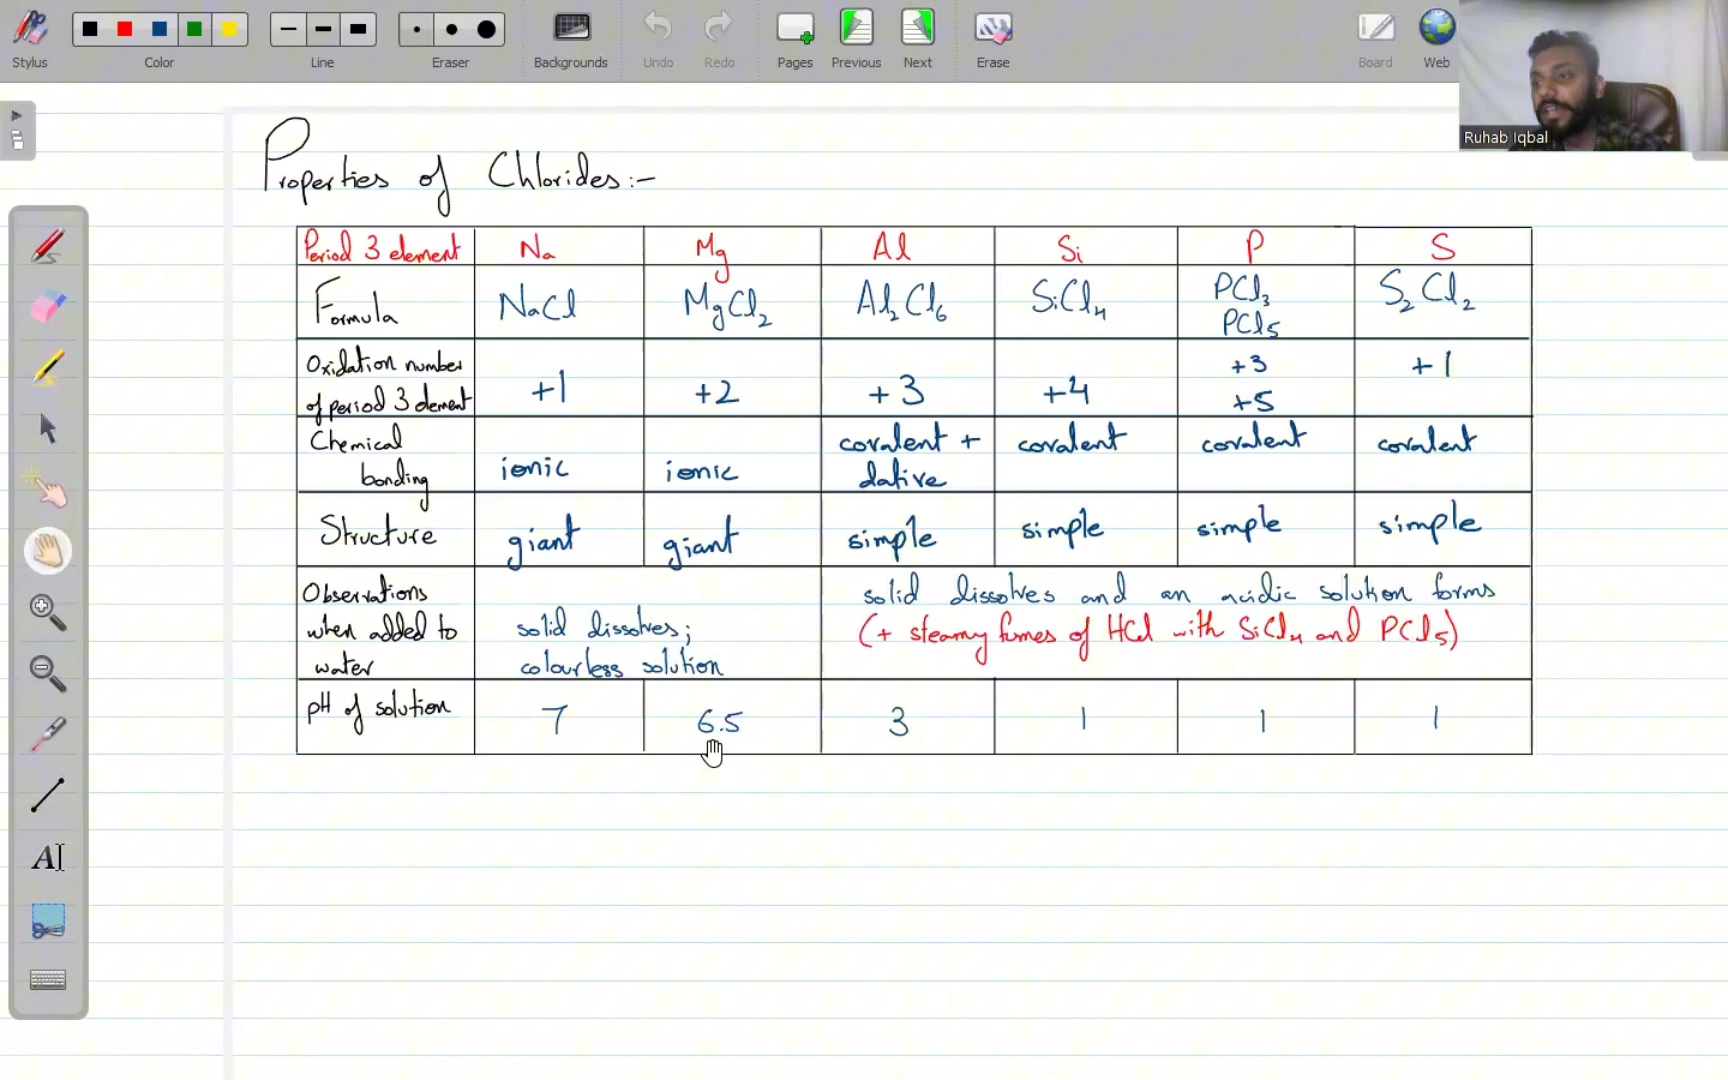 Stylus
Color
Line
Eraser
Backgrounds
Undo
Redo
Pages
Previous
Next
Erase
Board
Web
Ruhab Iqbal
Properties of Chlorides:-
Period 3 element Na Mg Al Si P S
Formula NaCl MgCl₂ Al₂Cl₆ SiCl₄ PCl₃ S₂Cl₂
PCl₅
Oxidation number +1 +2 +3 +4 +3 +1
of period 3 element +5
Chemical ionic ionic covalent + covalent covalent covalent
bonding dative
Structure giant giant simple simple simple simple
Observations solid dissolves and an acidic solution forms
when added to solid dissolves; (+ steamy fumes of HCl with SiCl₄ and PCl₅)
water colourless solution
pH of solution 7 6.5 3 1 1 1
AI